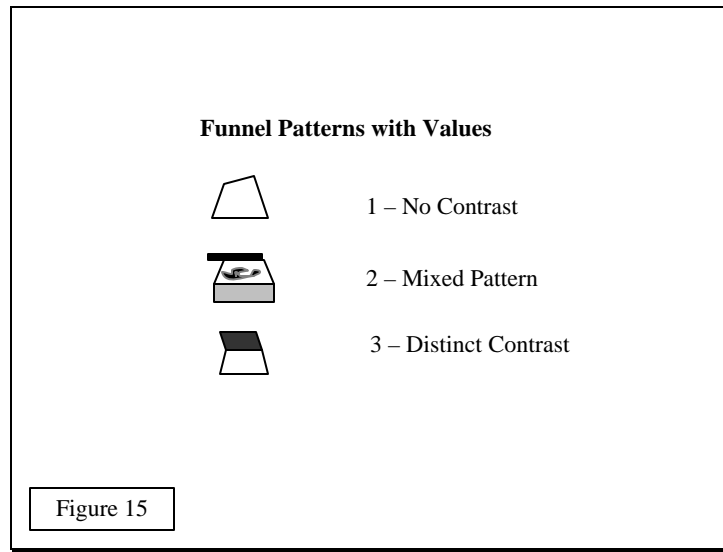 Funnel Patterns with Values
1 – No Contrast
2 – Mixed Pattern
3 – Distinct Contrast
Figure 15